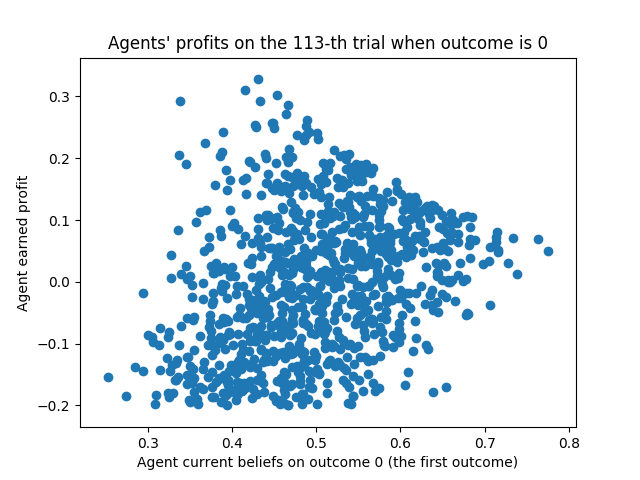 Agents' profits on the 113-th trial when outcome is 0
0.3
0.2
0.1
0.0
−0.1
−0.2
Agent earned profit
0.3 0.4 0.5 0.6 0.7 0.8
Agent current beliefs on outcome 0 (the first outcome)